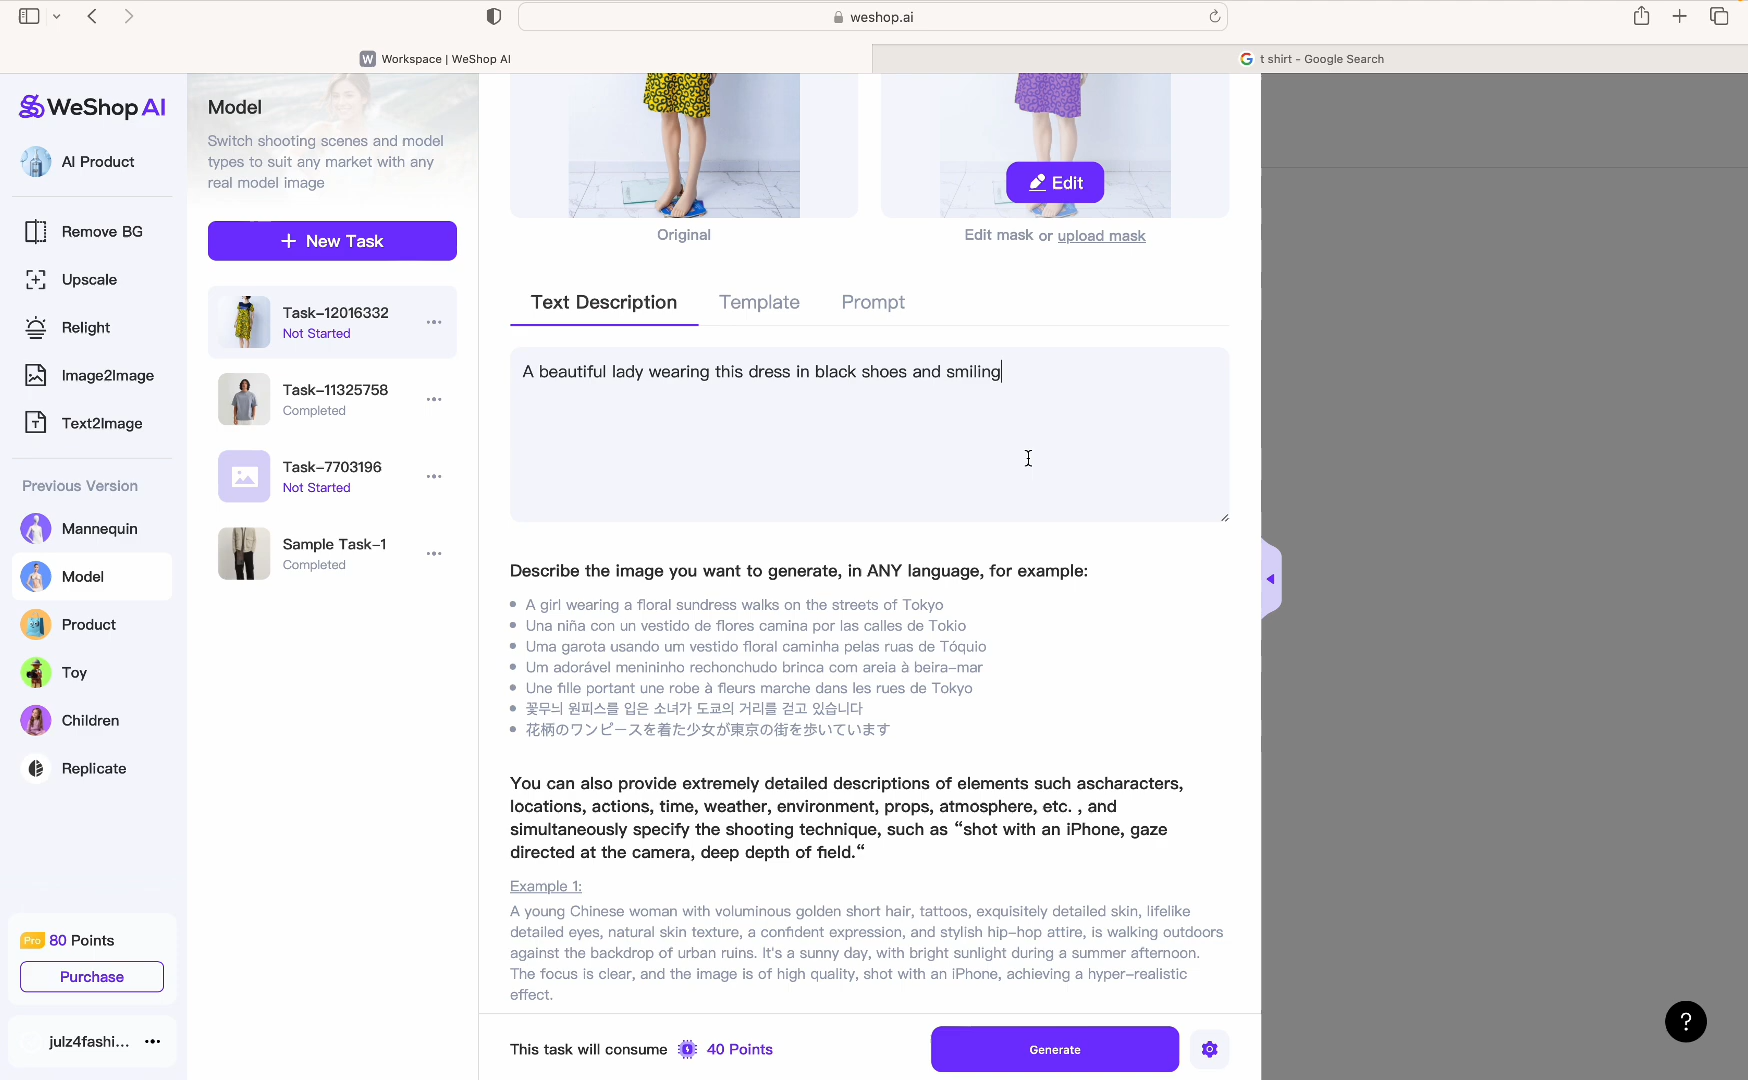 weshop.ai
W Workspace | WeShop AI
G t shirt - Google Search
WeShop AI
AI Product
Remove BG
Upscale
Relight
Image2Image
Text2Image
Previous Version
Mannequin
Model
Product
Toy
Children
Replicate
Pro 80 Points
Purchase
julz4fashi... •••
Model
Switch shooting scenes and model
types to suit any market with any
real model image
+ New Task
Task-12016332
Not Started
Task-11325758
Completed
Task-7703196
Not Started
Sample Task-1
Completed
Edit
Original
Edit mask or upload mask
Text Description Template Prompt
A beautiful lady wearing this dress in black shoes and smiling
Describe the image you want to generate, in ANY language, for example:
• A girl wearing a floral sundress walks on the streets of Tokyo
• Una niña con un vestido de flores camina por las calles de Tokio
• Uma garota usando um vestido floral caminha pelas ruas de Tóquio
• Um adorável menininho rechonchudo brinca com areia à beira-mar
• Une fille portant une robe à fleurs marche dans les rues de Tokyo
• 꽃무늬 원피스를 입은 소녀가 도쿄의 거리를 걷고 있습니다
• 花柄のワンピースを着た少女が東京の街を歩いています
You can also provide extremely detailed descriptions of elements such ascharacters,
locations, actions, time, weather, environment, props, atmosphere, etc. , and
simultaneously specify the shooting technique, such as “shot with an iPhone, gaze
directed at the camera, deep depth of field.“
Example 1:
A young Chinese woman with voluminous golden short hair, tattoos, exquisitely detailed skin, lifelike
detailed eyes, natural skin texture, a confident expression, and stylish hip-hop attire, is walking outdoors
against the backdrop of urban ruins. It's a sunny day, with bright sunlight during a summer afternoon.
The focus is clear, and the image is of high quality, shot with an iPhone, achieving a hyper-realistic
effect.
This task will consume 40 Points
Generate
?